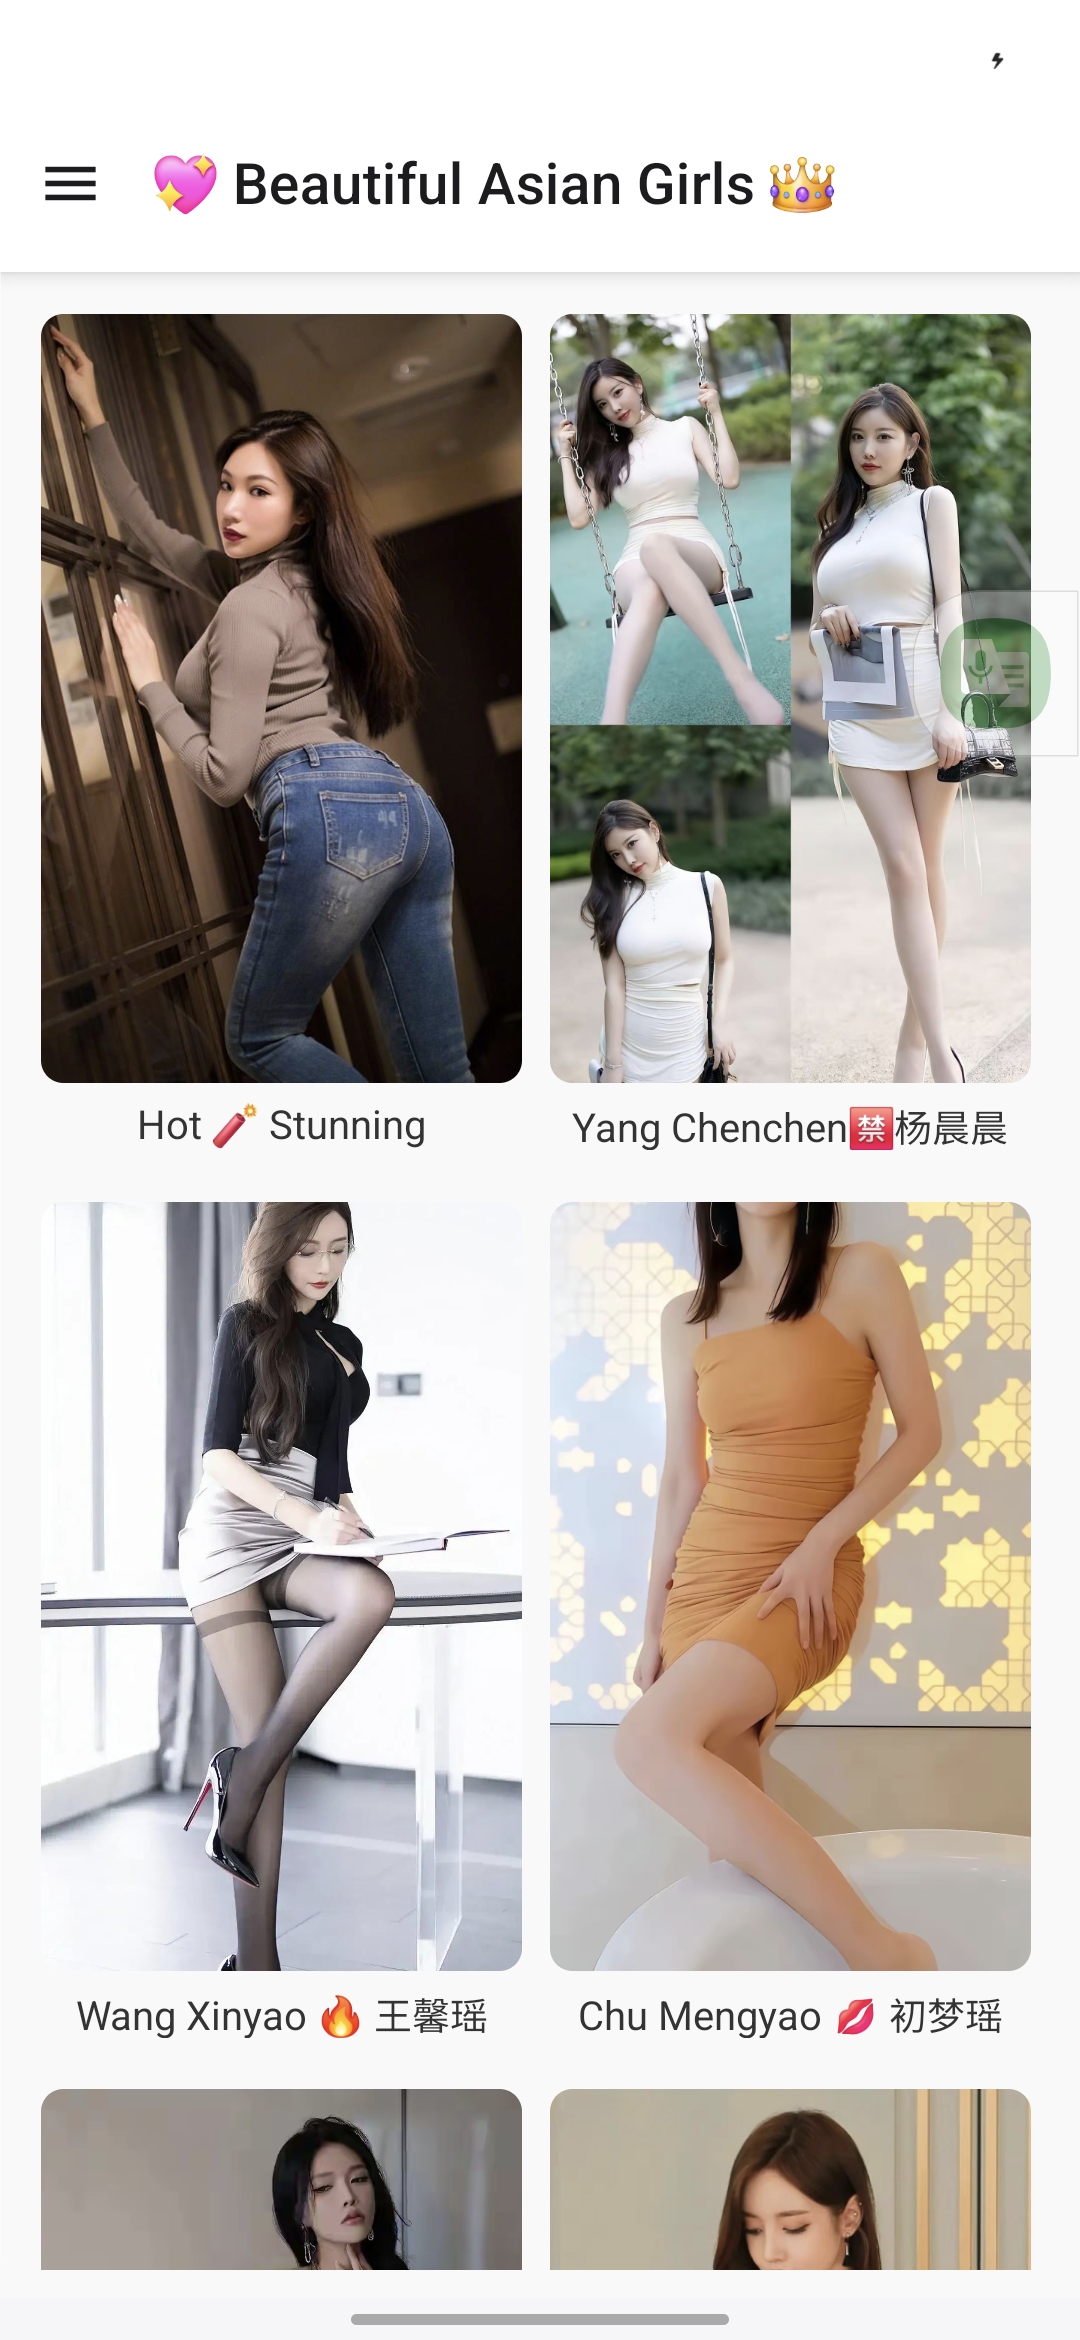 💖 Beautiful Asian Girls 👑
Hot 🧨 Stunning
Yang Chenchen🈲杨晨晨
Wang Xinyao 🔥 王馨瑶
Chu Mengyao 💋 初梦瑶